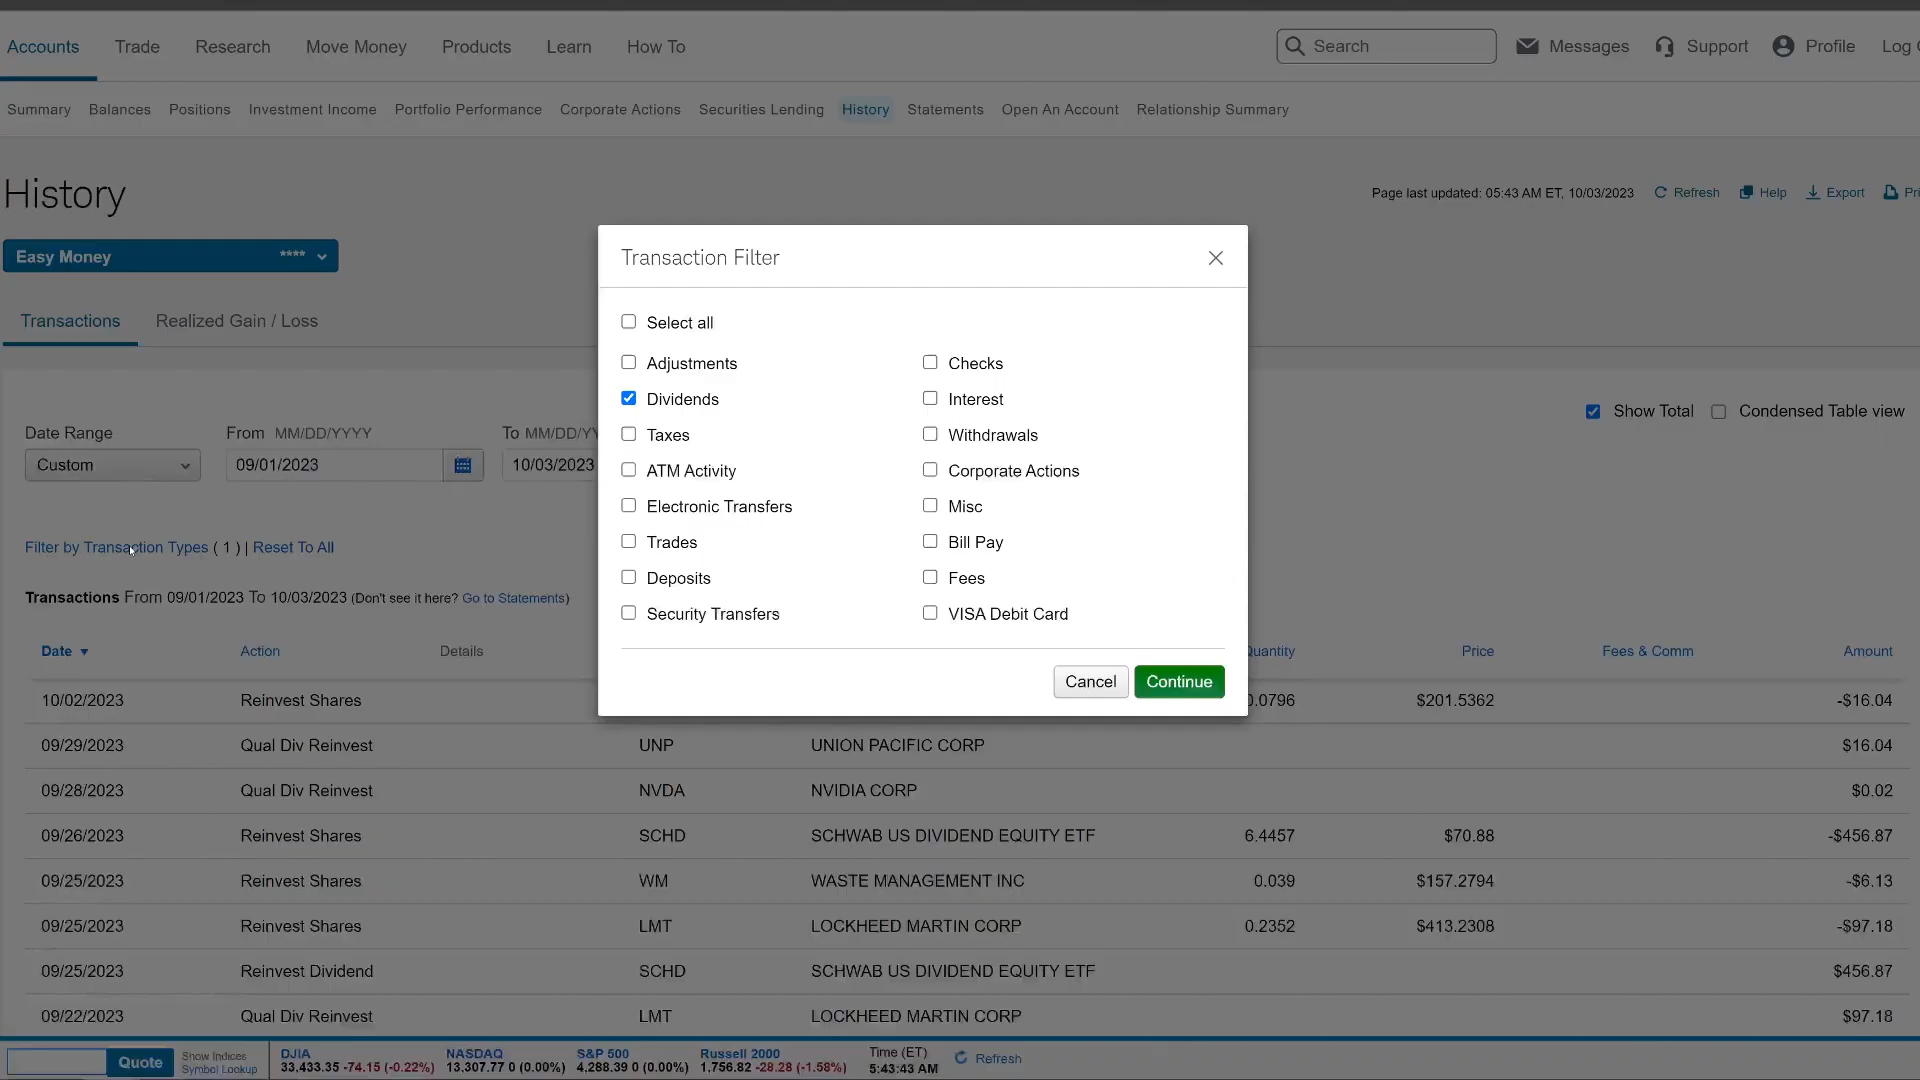 Accounts Trade Research Move Money Products Learn How To Search Messages Support Profile Log
Summary Balances Positions Investment Income Portfolio Performance Corporate Actions Securities Lending History Statements Open An Account Relationship Summary
History
Page last updated: 05:43 AM ET, 10/03/2023 Refresh Help Export
Easy Money ****
Transactions Realized Gain / Loss
Transaction Filter
Select all
Adjustments Checks
Dividends Interest
Taxes Withdrawals
ATM Activity Corporate Actions
Electronic Transfers Misc
Trades Bill Pay
Deposits Fees
Security Transfers VISA Debit Card
Cancel Continue
Show Total Condensed Table view
Date Range From MM/DD/YYYY To MM/DD/YY
Custom 09/01/2023 10/03/2023
Filter by Transaction Types ( 1 ) | Reset To All
Transactions From 09/01/2023 To 10/03/2023 (Don't see it here? Go to Statements)
Date Action Details Quantity Price Fees & Comm Amount
10/02/2023 Reinvest Shares 0.0796 $201.5362 -$16.04
09/29/2023 Qual Div Reinvest UNP UNION PACIFIC CORP $16.04
09/28/2023 Qual Div Reinvest NVDA NVIDIA CORP $0.02
09/26/2023 Reinvest Shares SCHD SCHWAB US DIVIDEND EQUITY ETF 6.4457 $70.88 -$456.87
09/25/2023 Reinvest Shares WM WASTE MANAGEMENT INC 0.039 $157.2794 -$6.13
09/25/2023 Reinvest Shares LMT LOCKHEED MARTIN CORP 0.2352 $413.2308 -$97.18
09/25/2023 Reinvest Dividend SCHD SCHWAB US DIVIDEND EQUITY ETF $456.87
09/22/2023 Qual Div Reinvest LMT LOCKHEED MARTIN CORP $97.18
Quote Show Indices DJIA NASDAQ S&P 500 Russell 2000 Time (ET) Refresh
Symbol Lookup 33,433.35 -74.15 (-0.22%) 13,307.77 0 (0.00%) 4,288.39 0 (0.00%) 1,756.82 -28.28 (-1.58%) 5:43:43 AM